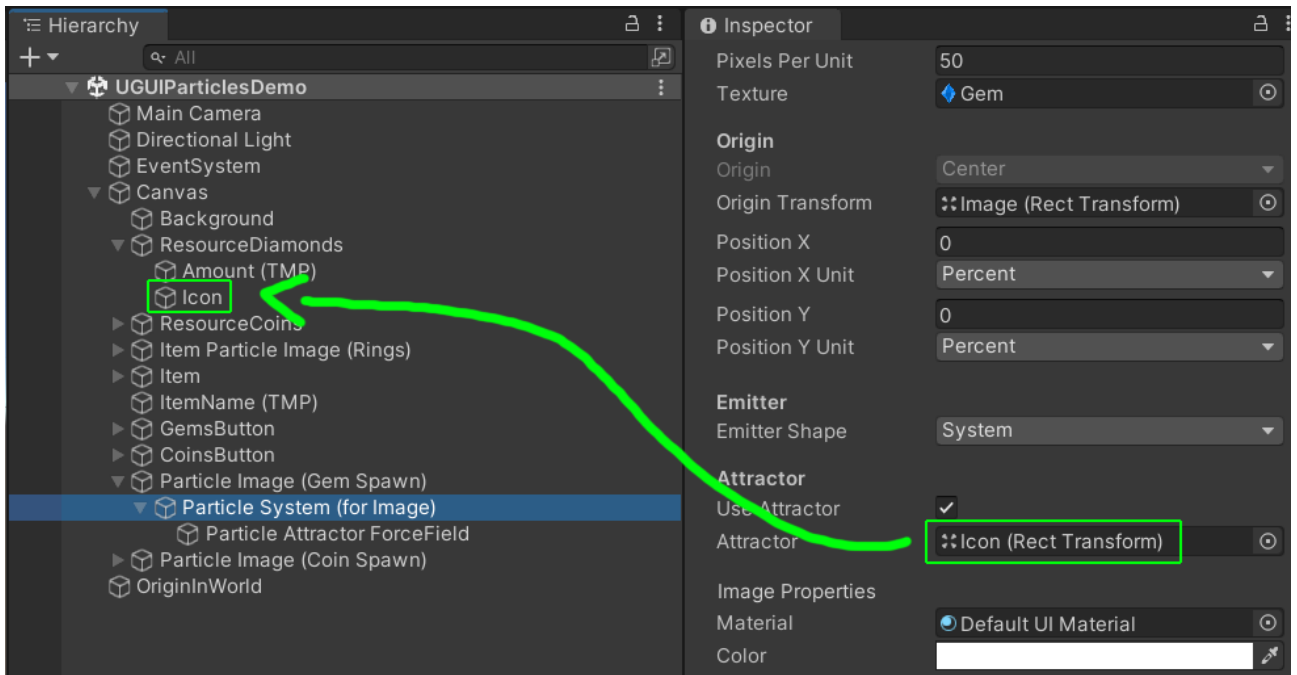 Hierarchy
All
UGUIParticlesDemo
Main Camera
Directional Light
EventSystem
Canvas
Background
ResourceDiamonds
Amount (TMP)
Icon
ResourceCoins
Item Particle Image (Rings)
Item
ItemName (TMP)
GemsButton
CoinsButton
Particle Image (Gem Spawn)
Particle System (for Image)
Particle Attractor ForceField
Particle Image (Coin Spawn)
OriginInWorld
Inspector
Pixels Per Unit 50
Texture Gem
Origin
Origin Center
Origin Transform Image (Rect Transform)
Position X 0
Position X Unit Percent
Position Y 0
Position Y Unit Percent
Emitter
Emitter Shape System
Attractor
Use Attractor
Attractor Icon (Rect Transform)
Image Properties
Material Default UI Material
Color